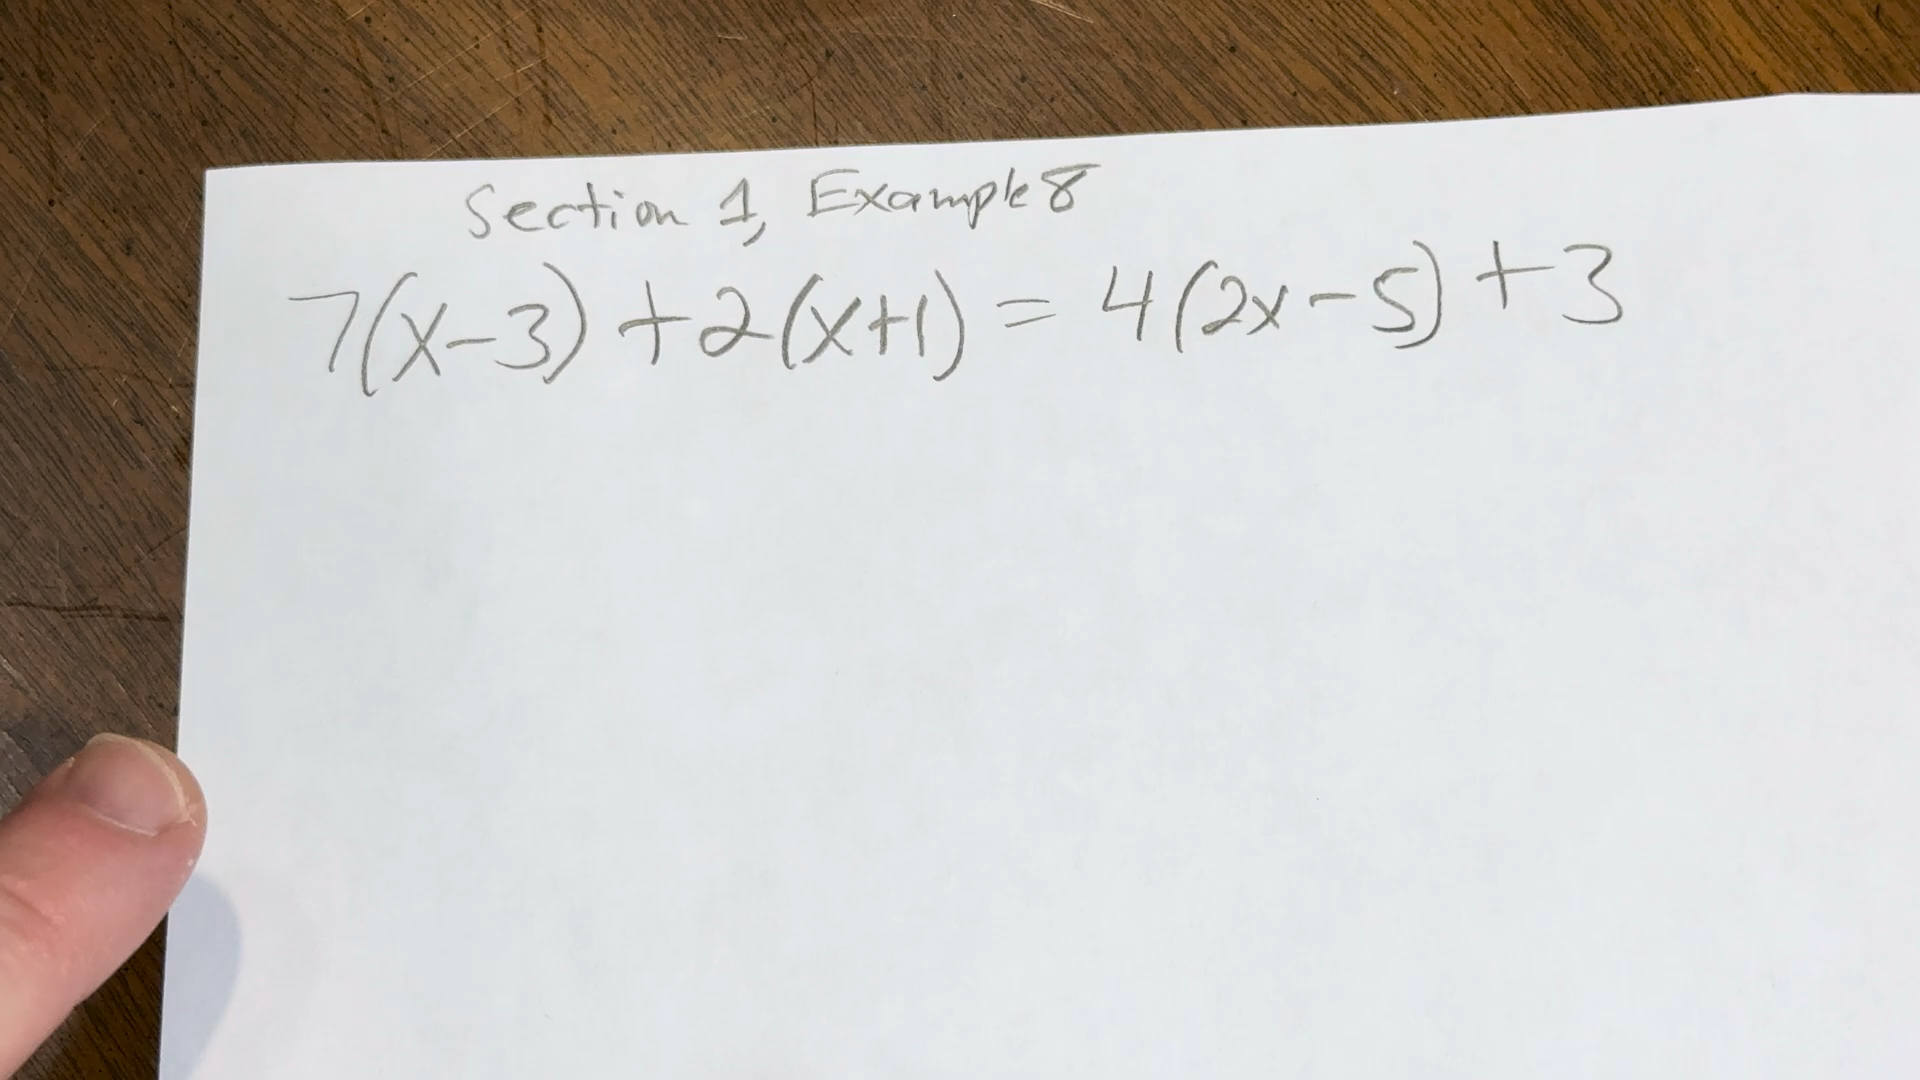 Section 1, Example 8
7(x-3)+2(x+1)=4(2x-5)+3